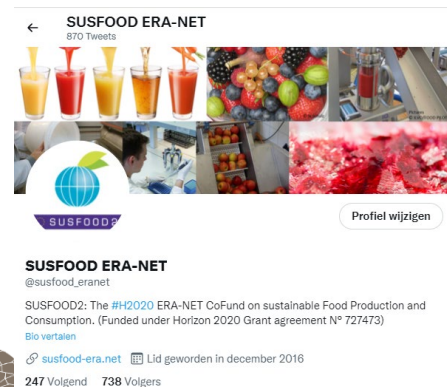 SUSFOOD ERA-NET
870 Tweets
SUSFOOD2
Profiel wijzigen
SUSFOOD ERA-NET
@susfood_eranet
SUSFOOD2: The #H2020 ERA-NET CoFund on sustainable Food Production and
Consumption. (Funded under Horizon 2020 Grant agreement N° 727473)
Bio vertalen
susfood-era.net Lid geworden in december 2016
247 Volgend 738 Volgers